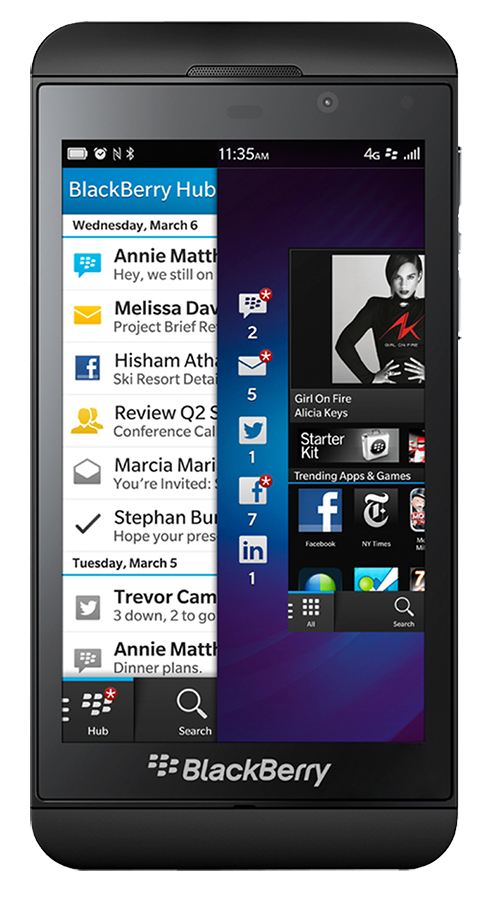 11:35AM
4G
BlackBerry Hub
Wednesday, March 6
Annie Matth
Hey, we still on
Melissa Dav
Project Brief Re
Hisham Atha
Ski Resort Detai
Review Q2 S
Conference Cal
Marcia Mari
You're Invited: S
Stephan Bur
Hope your pres
Tuesday, March 5
Trevor Cam
3 down, 2 to go
Annie Matth
Dinner plans.
Hub
Search
2
5
1
7
in
1
GIRL ON FIRE
Girl On Fire
Alicia Keys
Starter
Kit
Trending Apps & Games
Facebook
NY Times
All
Search
BlackBerry